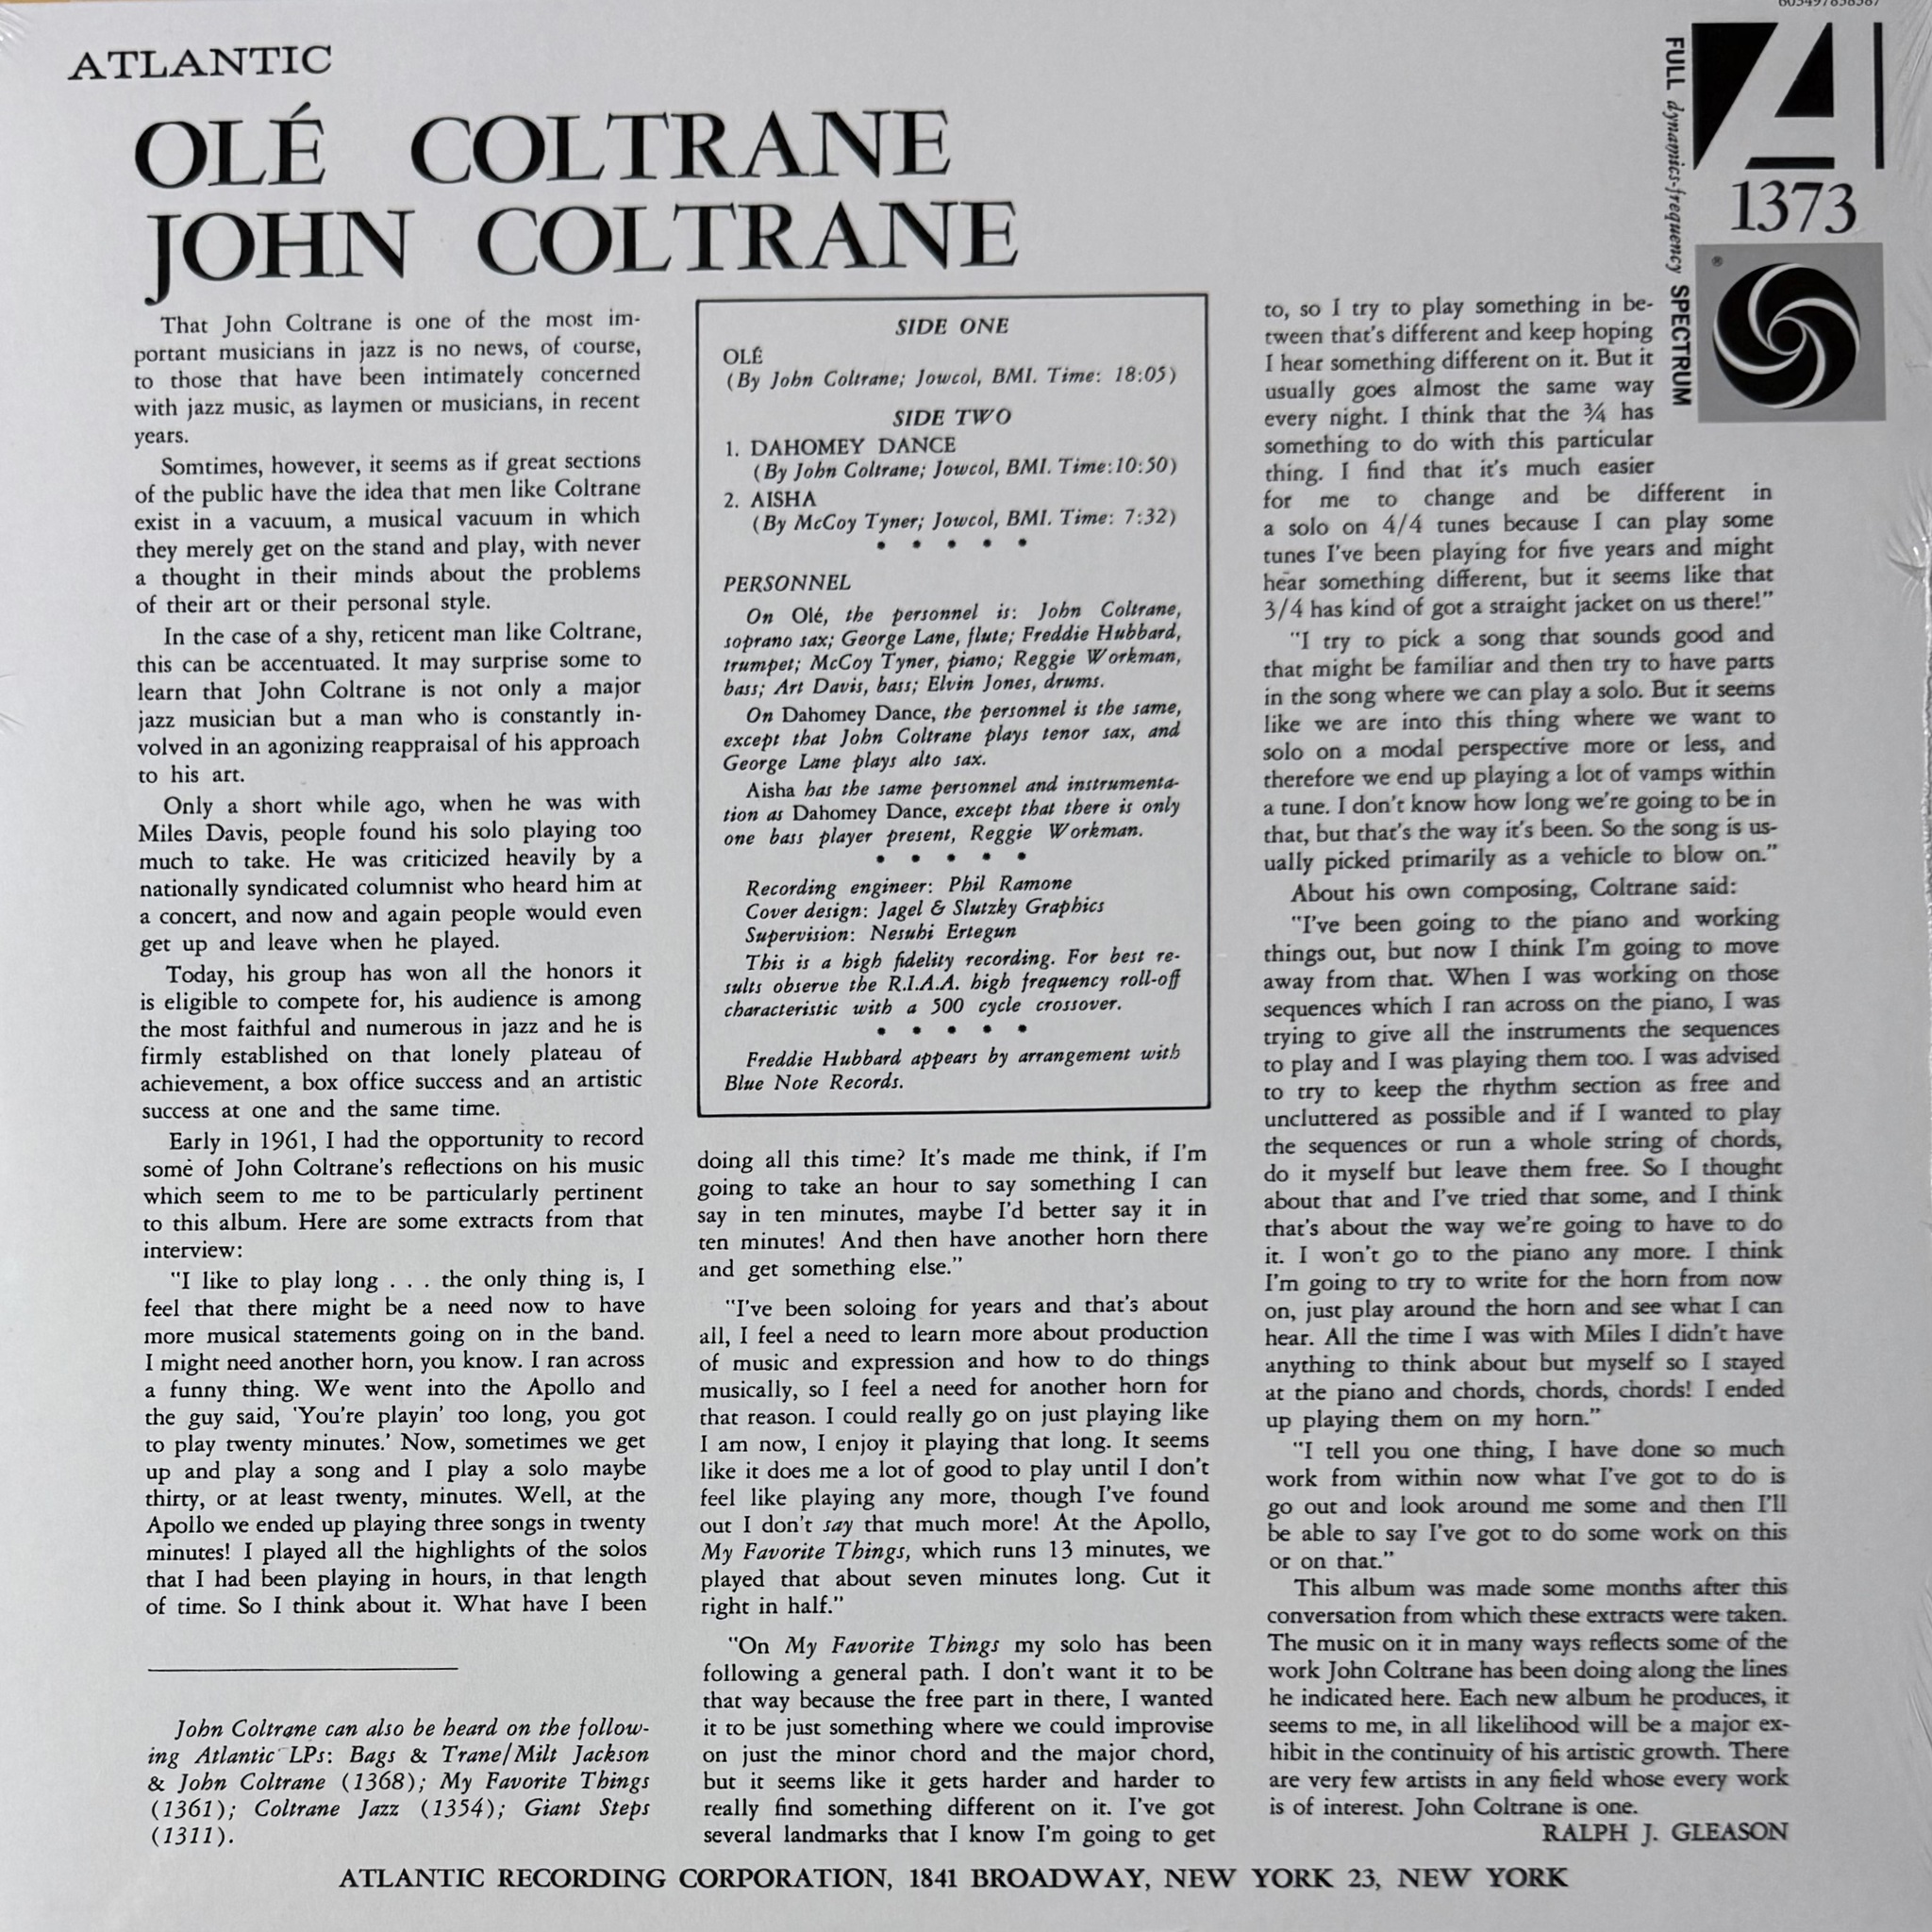 ATLANTIC
OLÉ COLTRANE
JOHN COLTRANE
FULL dynamics-frequency SPECTRUM
A
1373
®
That John Coltrane is one of the most im-
portant musicians in jazz is no news, of course,
to those that have been intimately concerned
with jazz music, as laymen or musicians, in recent
years.
Somtimes, however, it seems as if great sections
of the public have the idea that men like Coltrane
exist in a vacuum, a musical vacuum in which
they merely get on the stand and play, with never
a thought in their minds about the problems
of their art or their personal style.
In the case of a shy, reticent man like Coltrane,
this can be accentuated. It may surprise some to
learn that John Coltrane is not only a major
jazz musician but a man who is constantly in-
volved in an agonizing reappraisal of his approach
to his art.
Only a short while ago, when he was with
Miles Davis, people found his solo playing too
much to take. He was criticized heavily by a
nationally syndicated columnist who heard him at
a concert, and now and again people would even
get up and leave when he played.
Today, his group has won all the honors it
is eligible to compete for, his audience is among
the most faithful and numerous in jazz and he is
firmly established on that lonely plateau of
achievement, a box office success and an artistic
success at one and the same time.
Early in 1961, I had the opportunity to record
some of John Coltrane's reflections on his music
which seem to me to be particularly pertinent
to this album. Here are some extracts from that
interview:
"I like to play long . . . the only thing is, I
feel that there might be a need now to have
more musical statements going on in the band.
I might need another horn, you know. I ran across
a funny thing. We went into the Apollo and
the guy said, 'You're playin' too long, you got
to play twenty minutes.' Now, sometimes we get
up and play a song and I play a solo maybe
thirty, or at least twenty, minutes. Well, at the
Apollo we ended up playing three songs in twenty
minutes! I played all the highlights of the solos
that I had been playing in hours, in that length
of time. So I think about it. What have I been
John Coltrane can also be heard on the follow-
ing Atlantic LPs: Bags & Trane/Milt Jackson
& John Coltrane (1368); My Favorite Things
(1361); Coltrane Jazz (1354); Giant Steps
(1311).
SIDE ONE
OLÉ
(By John Coltrane; Jowcol, BMI. Time: 18:05)
SIDE TWO
1. DAHOMEY DANCE
(By John Coltrane; Jowcol, BMI. Time:10:50)
2. AISHA
(By McCoy Tyner; Jowcol, BMI. Time: 7:32)
• • • • •
PERSONNEL
On Olé, the personnel is: John Coltrane,
soprano sax; George Lane, flute; Freddie Hubbard,
trumpet; McCoy Tyner, piano; Reggie Workman,
bass; Art Davis, bass; Elvin Jones, drums.
On Dahomey Dance, the personnel is the same,
except that John Coltrane plays tenor sax, and
George Lane plays alto sax.
Aisha has the same personnel and instrumenta-
tion as Dahomey Dance, except that there is only
one bass player present, Reggie Workman.
• • • • •
Recording engineer: Phil Ramone
Cover design: Jagel & Slutzky Graphics
Supervision: Nesuhi Ertegun
This is a high fidelity recording. For best re-
sults observe the R.I.A.A. high frequency roll-off
characteristic with a 500 cycle crossover.
• • • • •
Freddie Hubbard appears by arrangement with
Blue Note Records.
doing all this time? It's made me think, if I'm
going to take an hour to say something I can
say in ten minutes, maybe I'd better say it in
ten minutes! And then have another horn there
and get something else."
"I've been soloing for years and that's about
all, I feel a need to learn more about production
of music and expression and how to do things
musically, so I feel a need for another horn for
that reason. I could really go on just playing like
I am now, I enjoy it playing that long. It seems
like it does me a lot of good to play until I don't
feel like playing any more, though I've found
out I don't say that much more! At the Apollo,
My Favorite Things, which runs 13 minutes, we
played that about seven minutes long. Cut it
right in half."
"On My Favorite Things my solo has been
following a general path. I don't want it to be
that way because the free part in there, I wanted
it to be just something where we could improvise
on just the minor chord and the major chord,
but it seems like it gets harder and harder to
really find something different on it. I've got
several landmarks that I know I'm going to get
to, so I try to play something in be-
tween that's different and keep hoping
I hear something different on it. But it
usually goes almost the same way
every night. I think that the ¾ has
something to do with this particular
thing. I find that it's much easier
for me to change and be different in
a solo on 4/4 tunes because I can play some
tunes I've been playing for five years and might
hear something different, but it seems like that
3/4 has kind of got a straight jacket on us there!"
"I try to pick a song that sounds good and
that might be familiar and then try to have parts
in the song where we can play a solo. But it seems
like we are into this thing where we want to
solo on a modal perspective more or less, and
therefore we end up playing a lot of vamps within
a tune. I don't know how long we're going to be in
that, but that's the way it's been. So the song is us-
ually picked primarily as a vehicle to blow on."
About his own composing, Coltrane said:
"I've been going to the piano and working
things out, but now I think I'm going to move
away from that. When I was working on those
sequences which I ran across on the piano, I was
trying to give all the instruments the sequences
to play and I was playing them too. I was advised
to try to keep the rhythm section as free and
uncluttered as possible and if I wanted to play
the sequences or run a whole string of chords,
do it myself but leave them free. So I thought
about that and I've tried that some, and I think
that's about the way we're going to have to do
it. I won't go to the piano any more. I think
I'm going to try to write for the horn from now
on, just play around the horn and see what I can
hear. All the time I was with Miles I didn't have
anything to think about but myself so I stayed
at the piano and chords, chords, chords! I ended
up playing them on my horn."
"I tell you one thing, I have done so much
work from within now what I've got to do is
go out and look around me some and then I'll
be able to say I've got to do some work on this
or on that."
This album was made some months after this
conversation from which these extracts were taken.
The music on it in many ways reflects some of the
work John Coltrane has been doing along the lines
he indicated here. Each new album he produces, it
seems to me, in all likelihood will be a major ex-
hibit in the continuity of his artistic growth. There
are very few artists in any field whose every work
is of interest. John Coltrane is one.
RALPH J. GLEASON
ATLANTIC RECORDING CORPORATION, 1841 BROADWAY, NEW YORK 23, NEW YORK